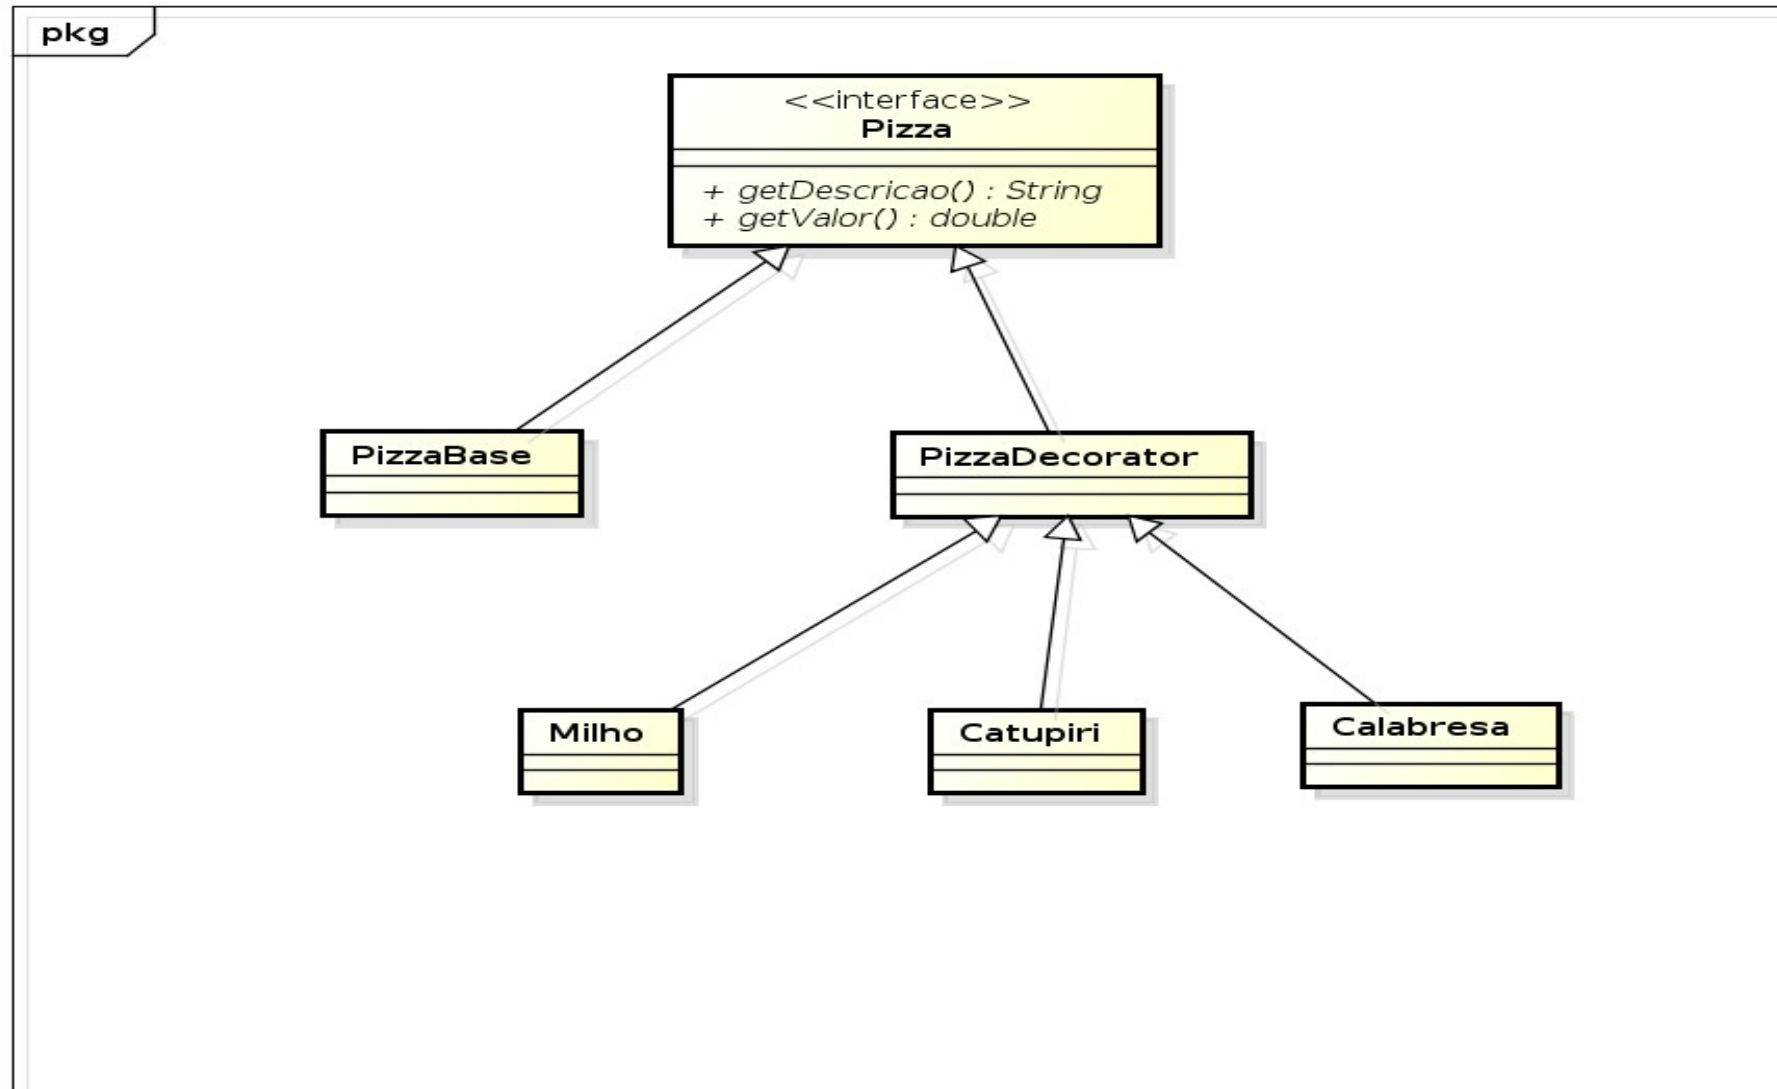 pkg
<<interface>>
Pizza
+ getDescricao() : String
+ getValor() : double
PizzaBase
PizzaDecorator
Milho
Catupiri
Calabresa